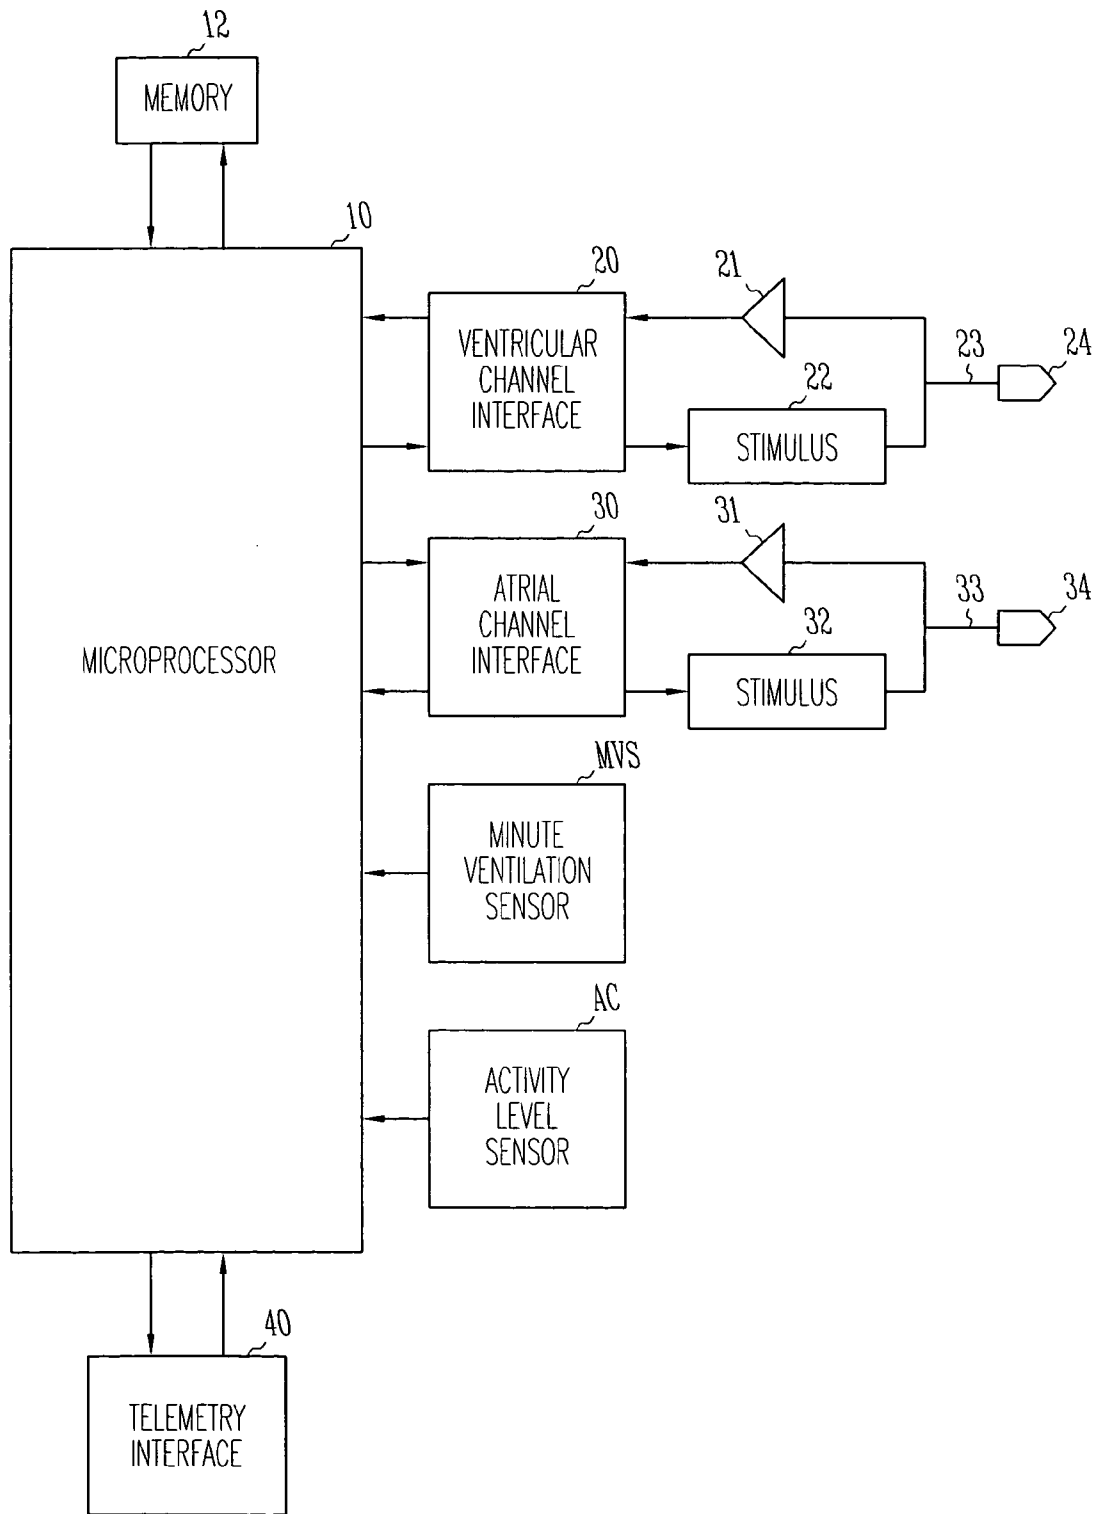 12
MEMORY
10
20
VENTRICULAR
CHANNEL
INTERFACE
21
22
STIMULUS
23
24
30
ATRIAL
CHANNEL
INTERFACE
31
32
STIMULUS
33
34
MICROPROCESSOR
MVS
MINUTE
VENTILATION
SENSOR
AC
ACTIVITY
LEVEL
SENSOR
40
TELEMETRY
INTERFACE